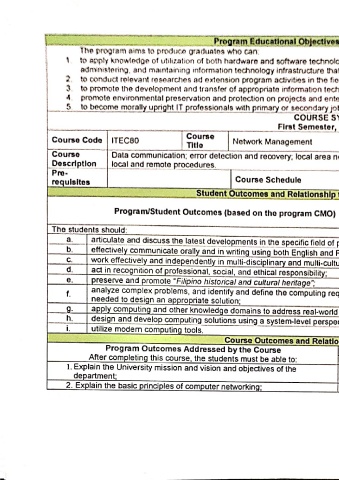 Program Educational Objectives
The program aims to produce graduates who can:
1. to apply knowledge of utilization of both hardware and software technolo
administering, and maintaining information technology infrastructure that
2. to conduct relevant researches ad extension program activities in the fie
3. to promote the development and transfer of appropriate information tech
4. promote environmental preservation and protection on projects and ente
5. to become morally upright IT professionals with primary or secondary jo
COURSE SY
First Semester,
Course Code ITEC80 Course Title Network Management
Course Description Data communication; error detection and recovery; local area n
local and remote procedures.
Pre-requisites Course Schedule
Student Outcomes and Relationship
Program/Student Outcomes (based on the program CMO)
The students should:
a. articulate and discuss the latest developments in the specific field of p
b. effectively communicate orally and in writing using both English and F
c. work effectively and independently in multi-disciplinary and multi-cultu
d. act in recognition of professional, social, and ethical responsibility;
e. preserve and promote "Filipino historical and cultural heritage";
f. analyze complex problems, and identify and define the computing req
needed to design an appropriate solution;
g. apply computing and other knowledge domains to address real-world
h. design and develop computing solutions using a system-level perspe
i. utilize modern computing tools.
Course Outcomes and Relatio
Program Outcomes Addressed by the Course
After completing this course, the students must be able to:
1. Explain the University mission and vision and objectives of the
department;
2. Explain the basic principles of computer networking;